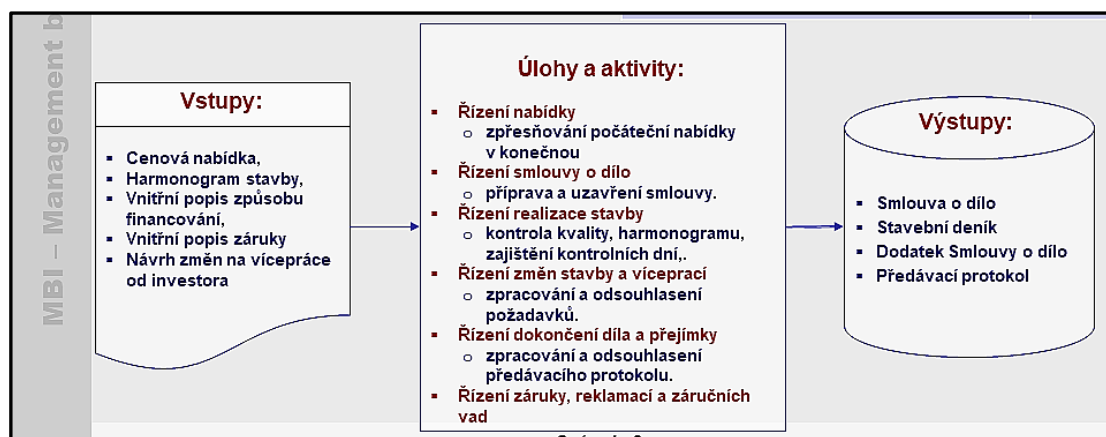 MBI – Management b
Vstupy:
▪ Cenová nabídka,
▪ Harmonogram stavby,
▪ Vnitřní popis způsobu
financování,
▪ Vnitřní popis záruky
▪ Návrh změn na vícepráce
od investora
Úlohy a aktivity:
▪ Řízení nabídky
o zpřesňování počáteční nabídky
v konečnou
▪ Řízení smlouvy o dílo
o příprava a uzavření smlouvy.
▪ Řízení realizace stavby
o kontrola kvality, harmonogramu,
zajištění kontrolních dní,.
▪ Řízení změn stavby a víceprací
o zpracování a odsouhlasení
požadavků.
▪ Řízení dokončení díla a přejímky
o zpracování a odsouhlasení
předávacího protokolu.
▪ Řízení záruky, reklamací a záručních
vad
Výstupy:
▪ Smlouva o dílo
▪ Stavební deník
▪ Dodatek Smlouvy o dílo
▪ Předávací protokol